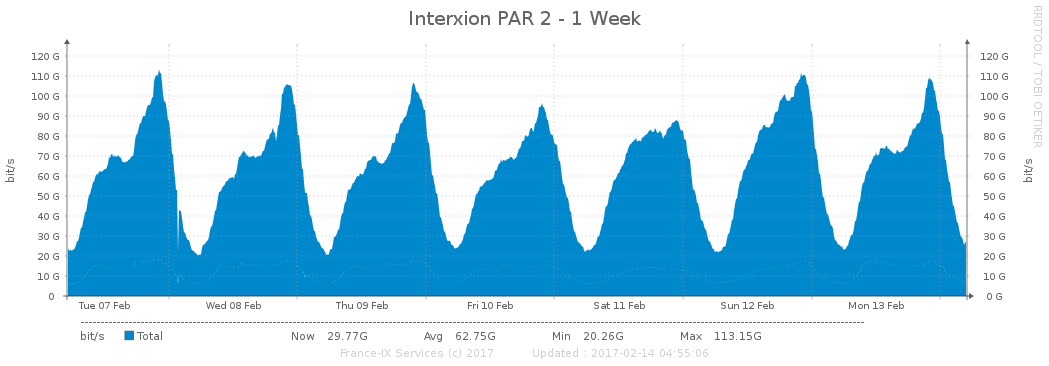 Interxion PAR 2 - 1 Week
RRDTOOL / TOBI OETIKER
120 G 120 G
110 G 110 G
100 G 100 G
90 G 90 G
80 G 80 G
70 G 70 G
60 G 60 G
50 G 50 G
40 G 40 G
30 G 30 G
20 G 20 G
10 G 10 G
0 0 G
bit/s
bit/s
Tue 07 Feb Wed 08 Feb Thu 09 Feb Fri 10 Feb Sat 11 Feb Sun 12 Feb Mon 13 Feb
bit/s Total Now 29.77G Avg 62.75G Min 20.26G Max 113.15G
France-IX Services (c) 2017 Updated : 2017-02-14 04:55:06